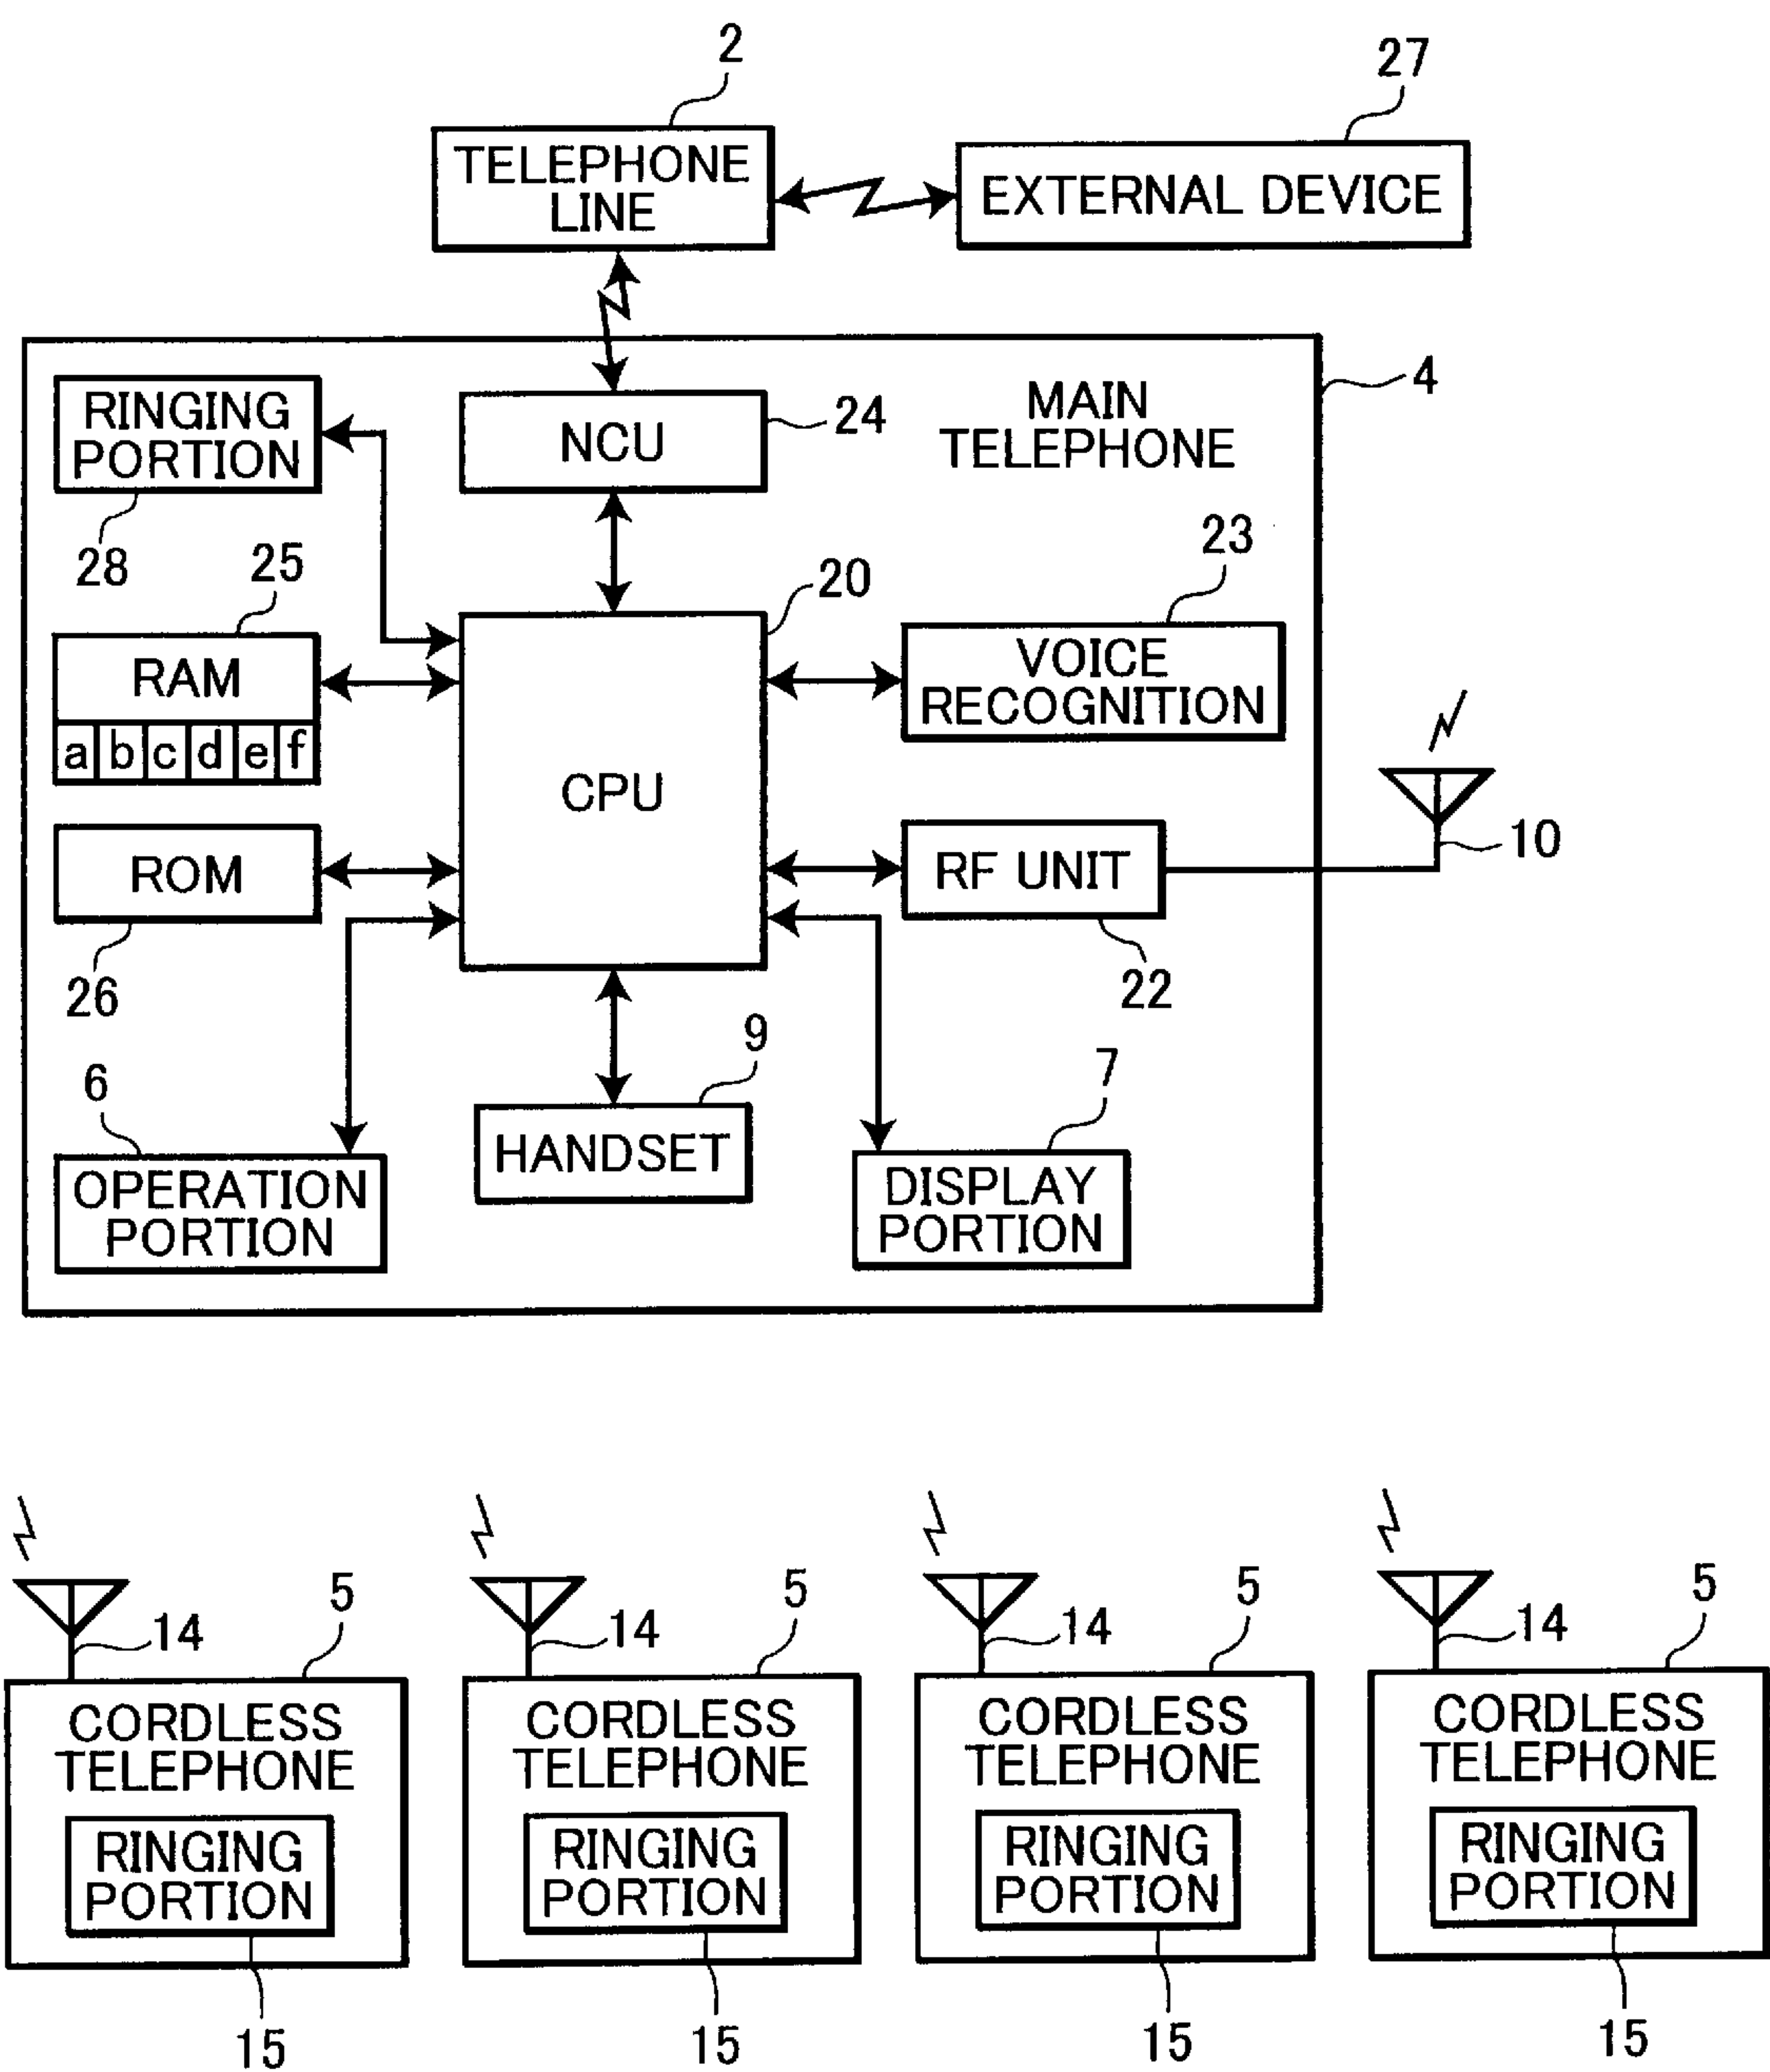 2
27
TELEPHONE
LINE
EXTERNAL DEVICE
4
RINGING
PORTION
28
NCU
24
MAIN
TELEPHONE
25
20
23
RAM
a b c d e f
VOICE
RECOGNITION
CPU
ROM
26
RF UNIT
22
10
6
9
7
OPERATION
PORTION
HANDSET
DISPLAY
PORTION
14
5
CORDLESS
TELEPHONE
RINGING
PORTION
15
14
5
CORDLESS
TELEPHONE
RINGING
PORTION
15
14
5
CORDLESS
TELEPHONE
RINGING
PORTION
15
14
5
CORDLESS
TELEPHONE
RINGING
PORTION
15